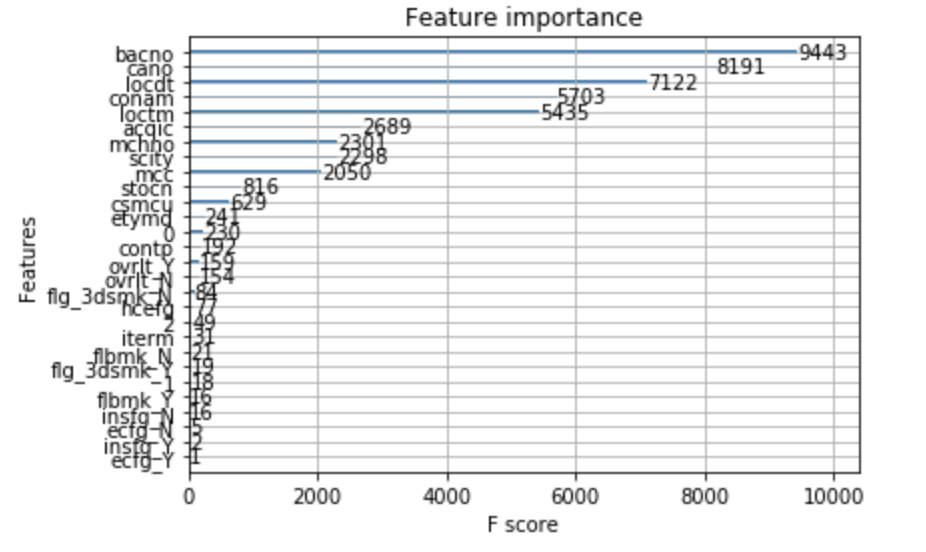 Feature importance
bacno 9443
cano 8191
locdt 7122
conam 5703
loctm 5435
acqic 2689
mchno 2301
scity 2298
mcc 2050
stocn 816
csmcu 629
etymd 241
0 230
contp 192
ovrlt_Y 159
ovrlt_N 154
flg_3dsmk_N 84
hcefg 77
2 49
iterm 31
flbmk_N 21
flg_3dsmk_Y 19
1 18
flbmk_Y 16
insfg_N 16
ecfg_N 5
insfg_Y 2
ecfg_Y 1
Features
0 2000 4000 6000 8000 10000
F score